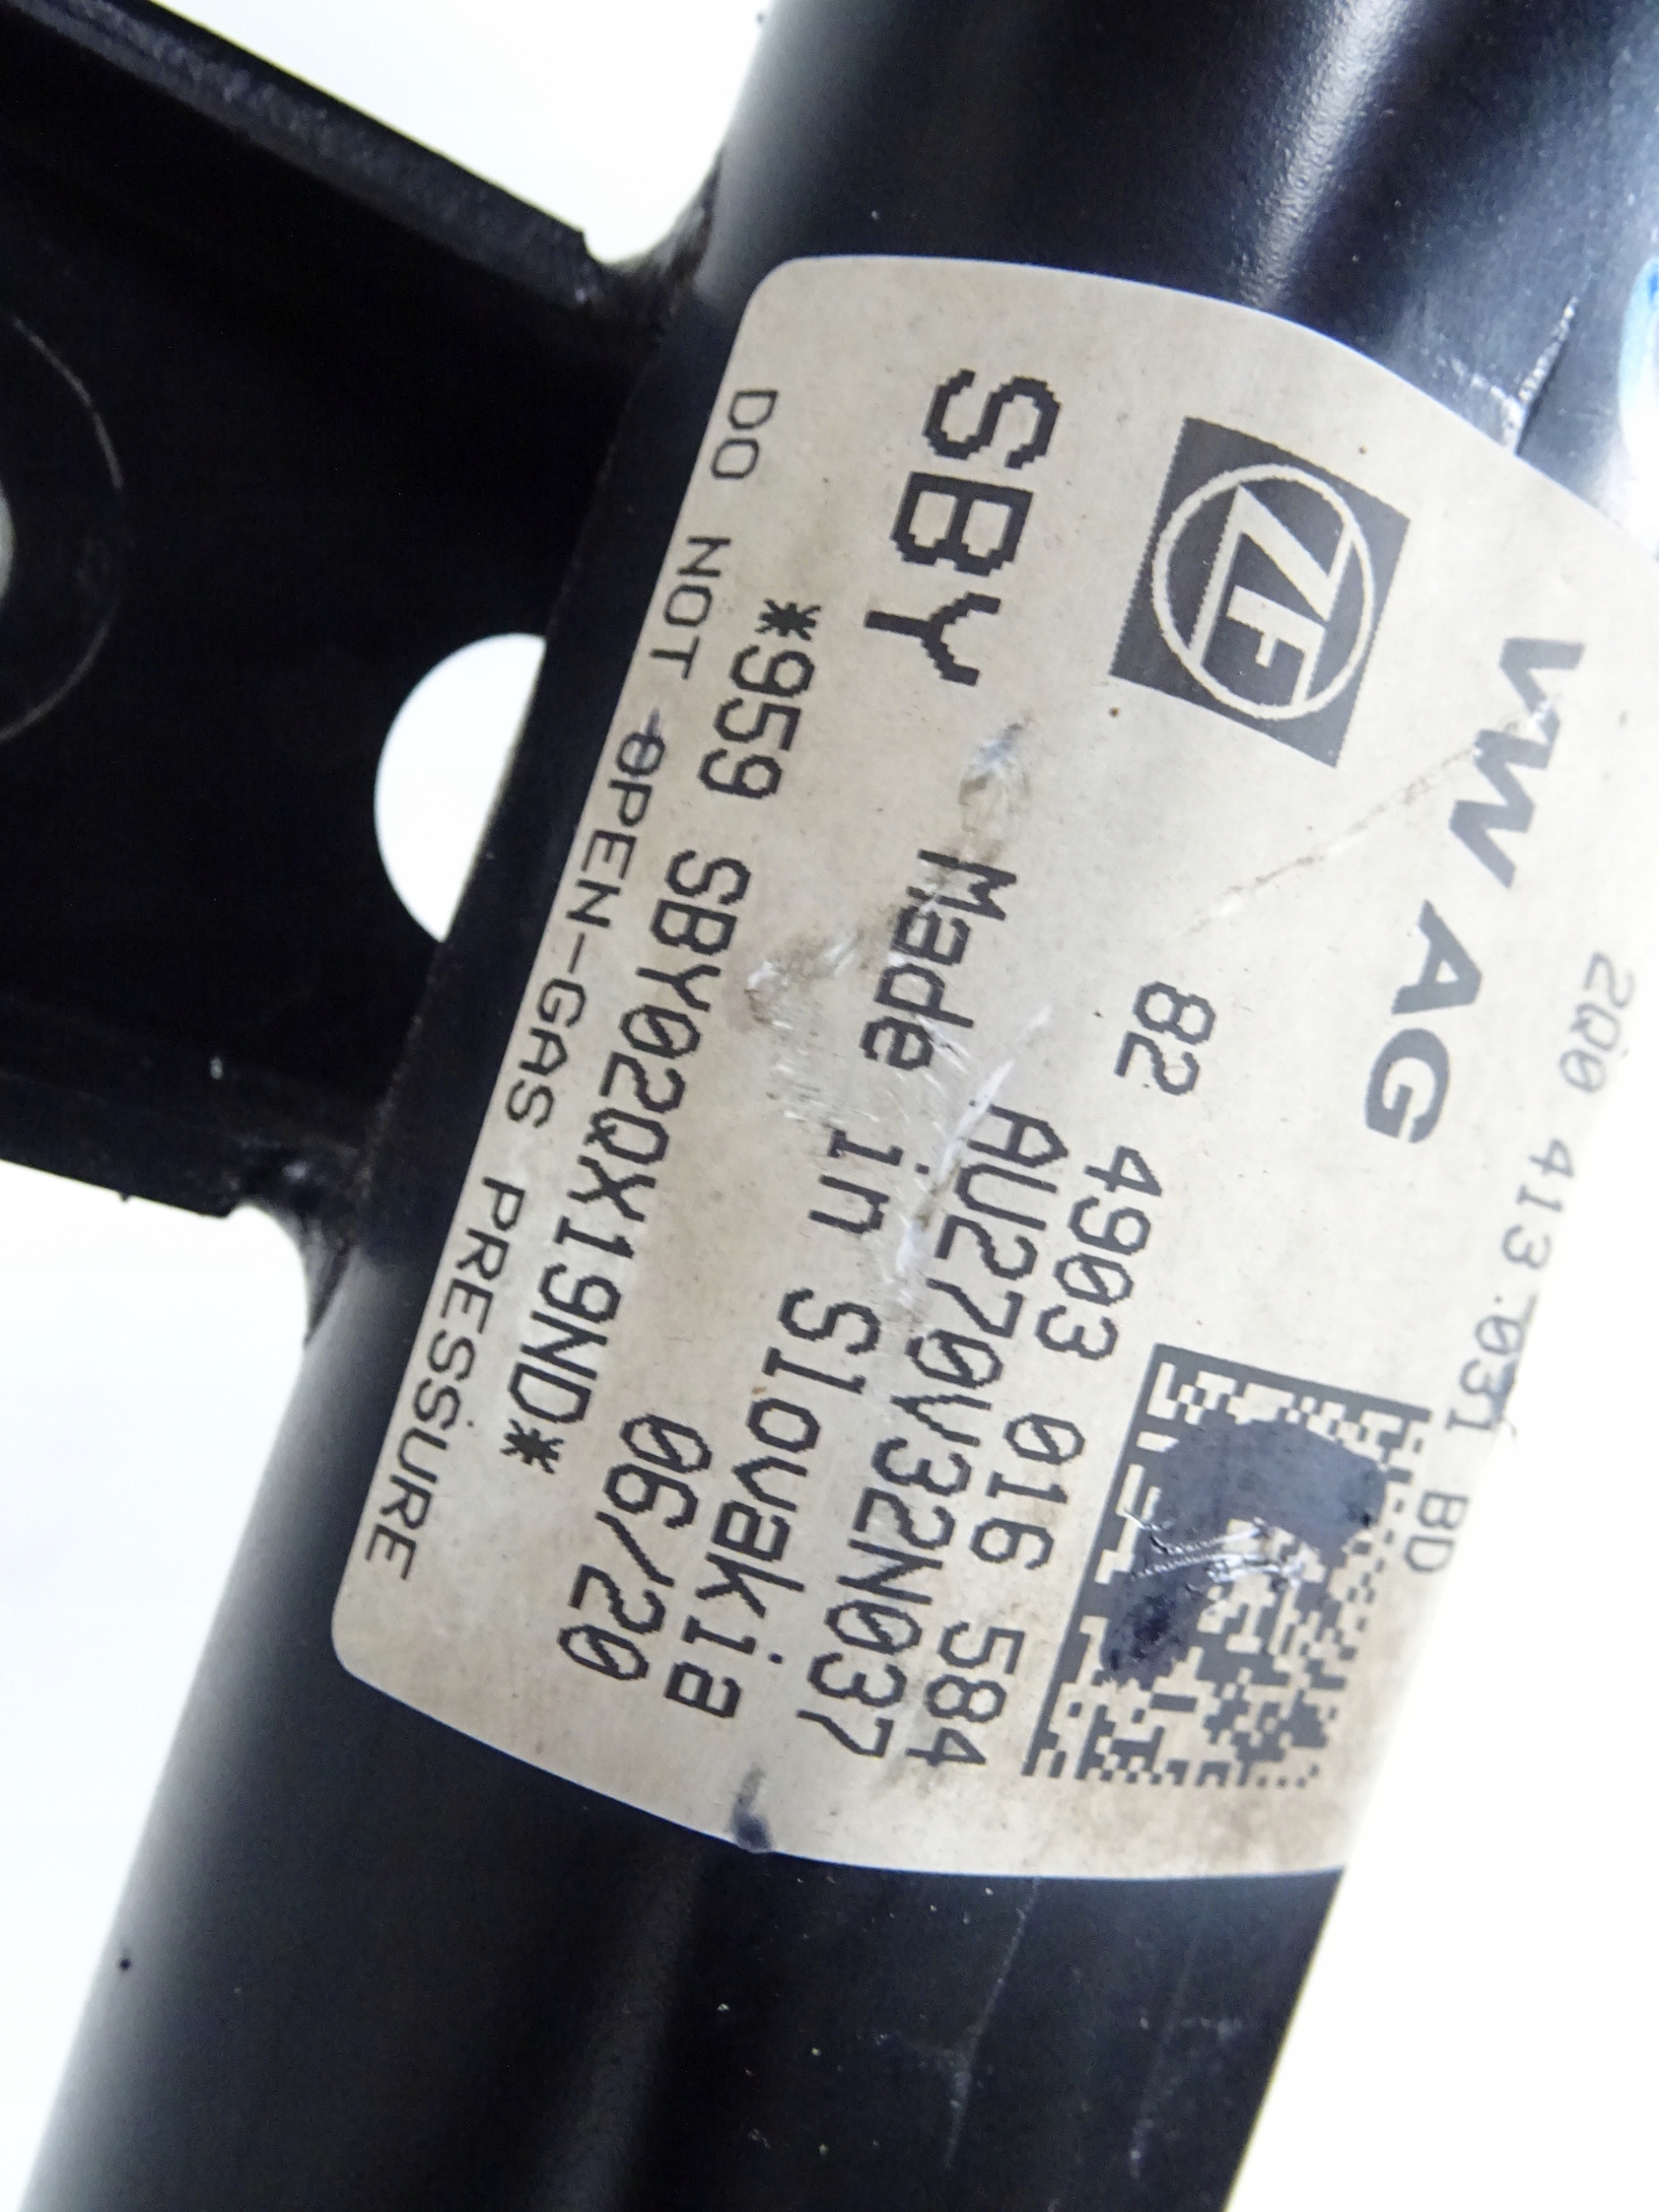 2Q0 413 031 BD
VW AG
ZF
82 4903 016 584
AU270V32N037
SBY
Made in Slovakia
06/20
*959 SBY02QX19ND*
DO NOT OPEN-GAS PRESSURE